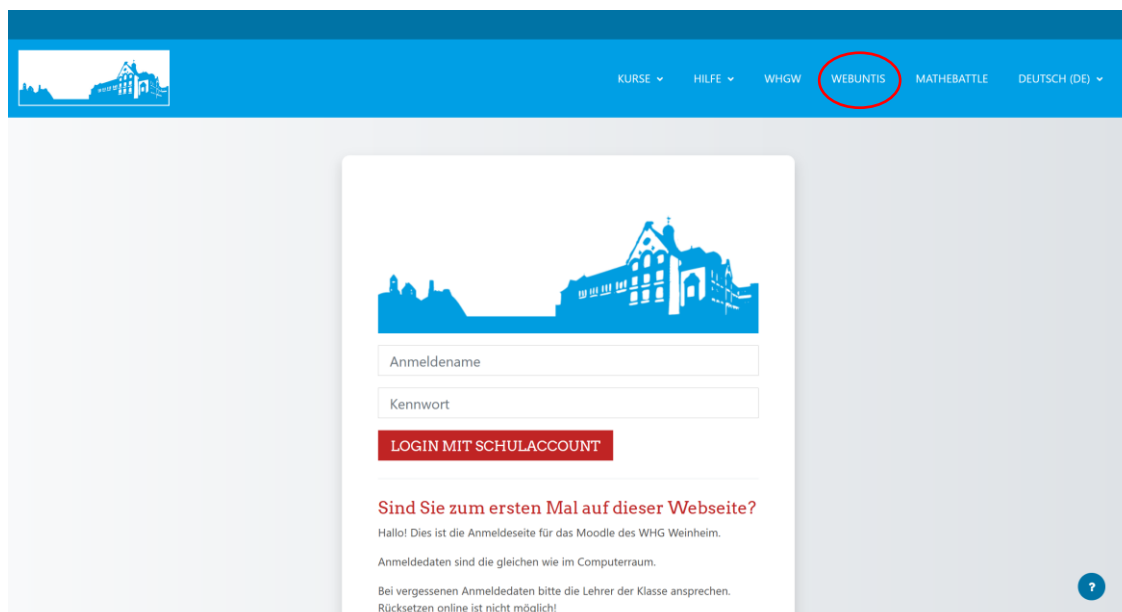 KURSE HILFE WHGW WEBUNTIS MATHEBATTLE DEUTSCH (DE)
Anmeldename
Kennwort
LOGIN MIT SCHULACCOUNT
Sind Sie zum ersten Mal auf dieser Webseite?
Hallo! Dies ist die Anmeldeseite für das Moodle des WHG Weinheim.
Anmeldedaten sind die gleichen wie im Computerraum.
Bei vergessenen Anmeldedaten bitte die Lehrer der Klasse ansprechen.
Rücksetzen online ist nicht möglich!
?